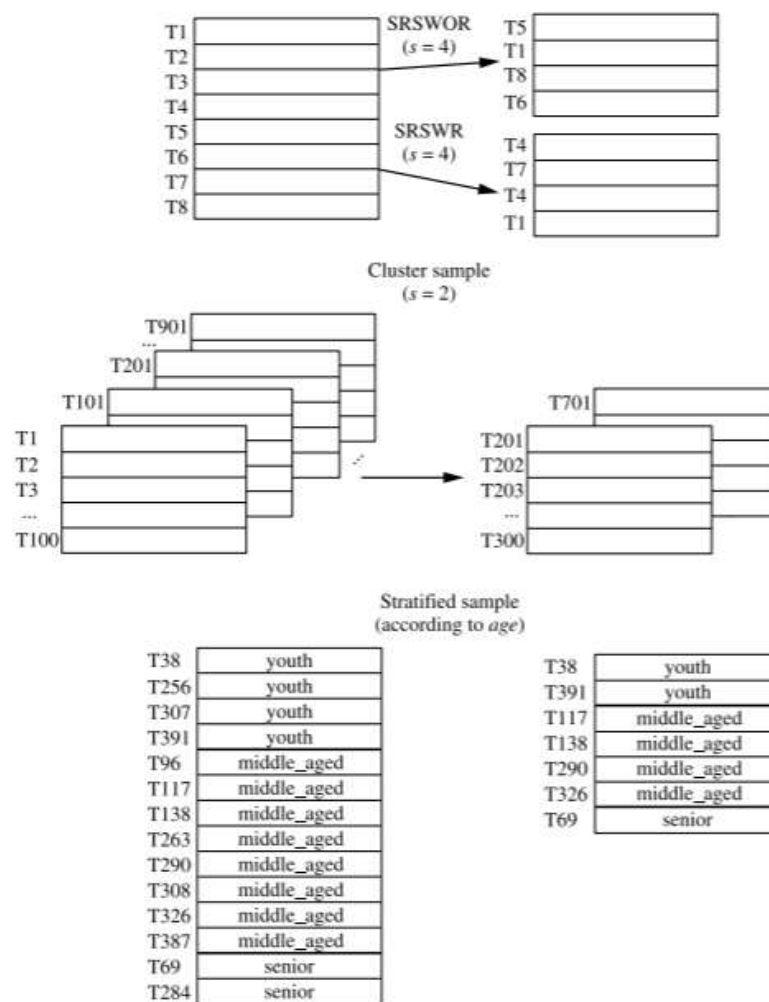 SRSWOR
(s = 4)
T1
T2
T3
T4
T5
T6
T7
T8
T5
T1
T8
T6
SRSWR
(s = 4)
T4
T7
T4
T1
Cluster sample
(s = 2)
T901
...
T201
T101
T1
T2
T3
...
T100
...
T701
T201
T202
T203
...
T300
Stratified sample
(according to age)
T38 youth
T256 youth
T307 youth
T391 youth
T96 middle_aged
T117 middle_aged
T138 middle_aged
T263 middle_aged
T290 middle_aged
T308 middle_aged
T326 middle_aged
T387 middle_aged
T69 senior
T284 senior
T38 youth
T391 youth
T117 middle_aged
T138 middle_aged
T290 middle_aged
T326 middle_aged
T69 senior